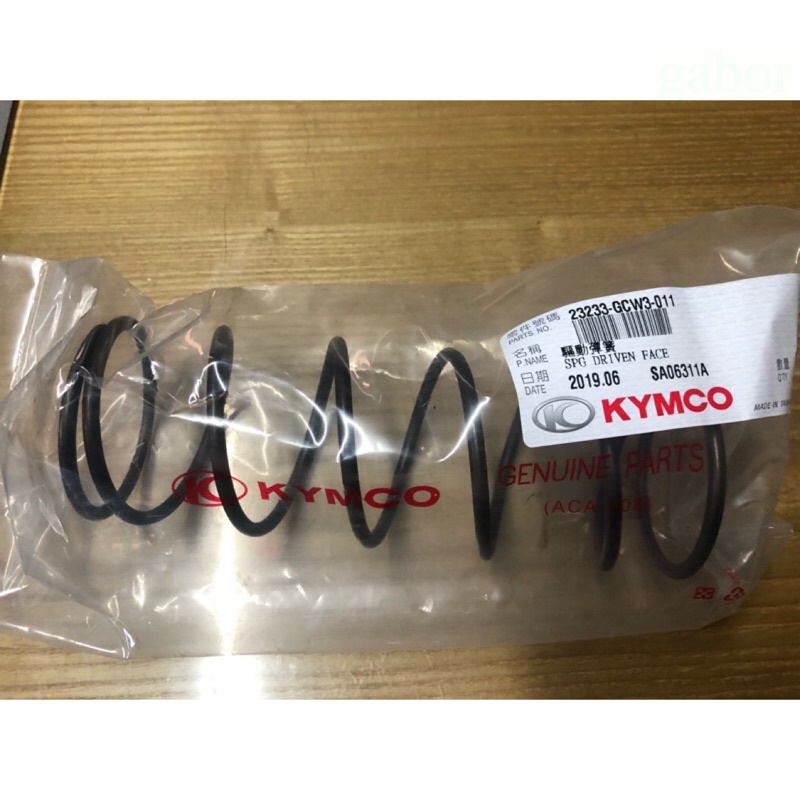 gabor
零件號碼 23233-GCW3-011
PARTS NO.
名稱 驅動彈簧
P.NAME SPG DRIVEN FACE
日期 2019.06 SA06311A
DATE
數量
QTY
KYMCO
MADE IN
KYMCO
GENUINE PARTS